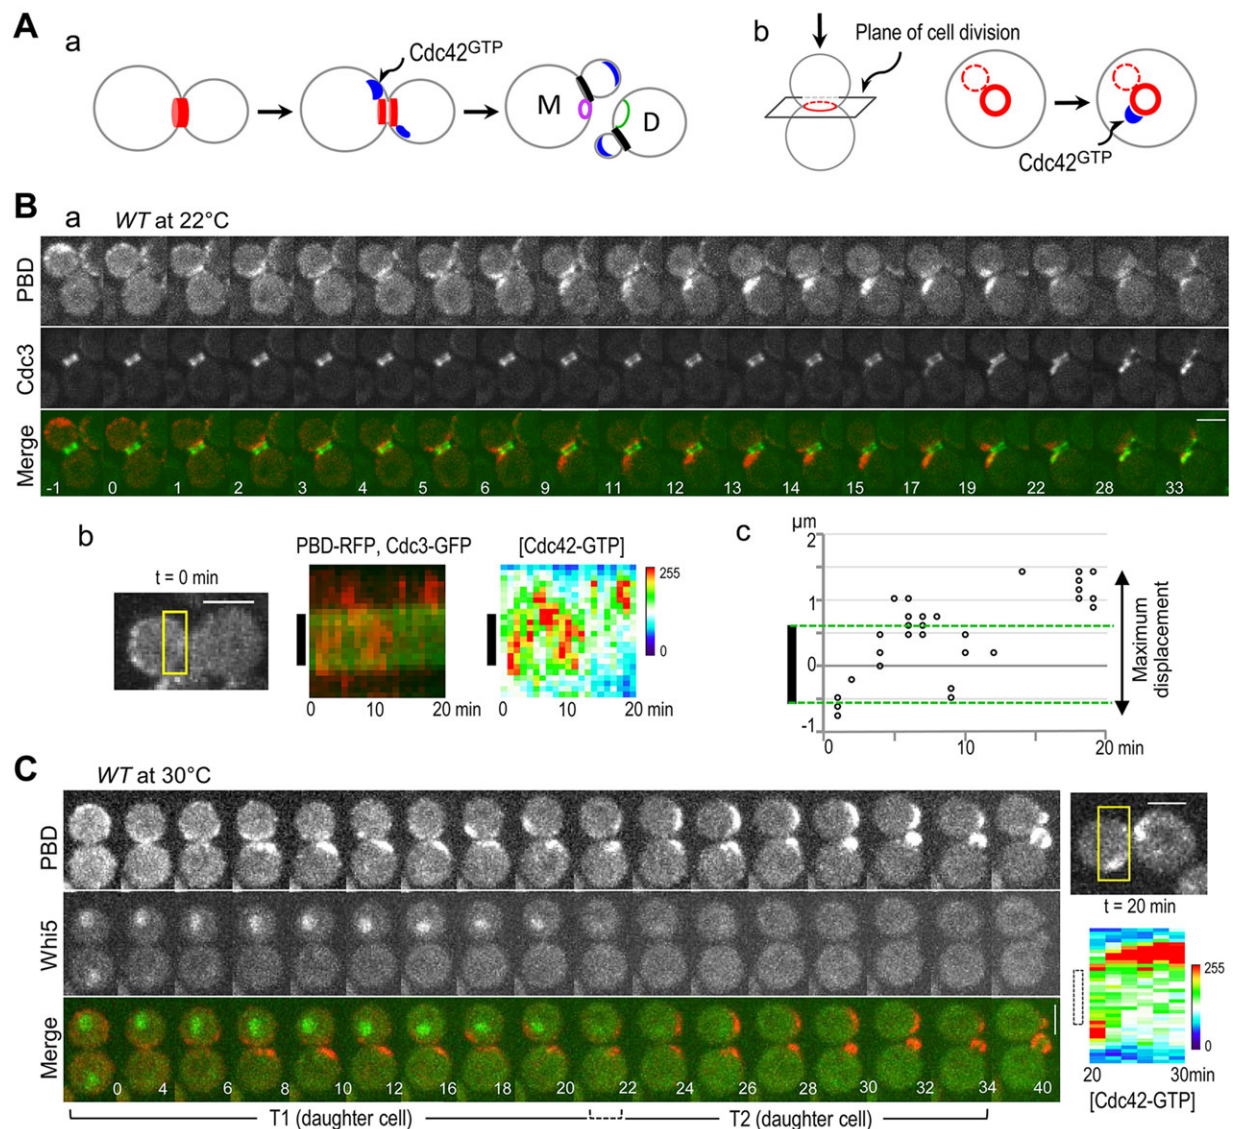 A
a
Cdc42GTP
M
D
b
Plane of cell division
Cdc42GTP
B
a
WT at 22°C
PBD
Cdc3
Merge
-1 0 1 2 3 4 5 6 9 11 12 13 14 15 17 19 22 28 33
b
t = 0 min
PBD-RFP, Cdc3-GFP
0 10 20 min
[Cdc42-GTP]
255
0
0 10 20 min
c
µm
2
1
0
-1
0 10 20 min
Maximum
displacement
C
WT at 30°C
PBD
Whi5
Merge
0 4 6 8 10 12 16 18 20 22 24 26 28 30 32 34 40
T1 (daughter cell)
T2 (daughter cell)
t = 20 min
255
0
20 30min
[Cdc42-GTP]